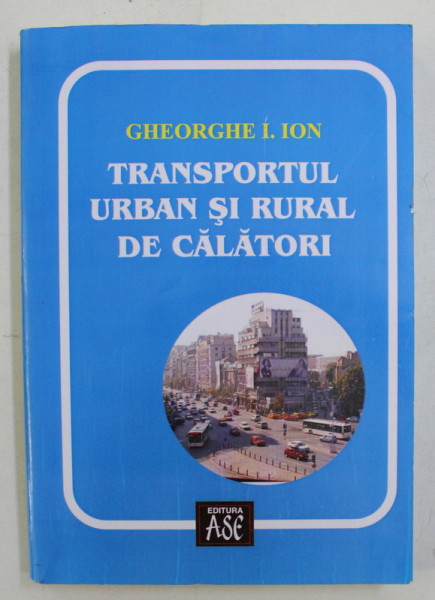 GHEORGHE I. ION
TRANSPORTUL
URBAN ŞI RURAL
DE CĂLĂTORI
EDITURA
ASE